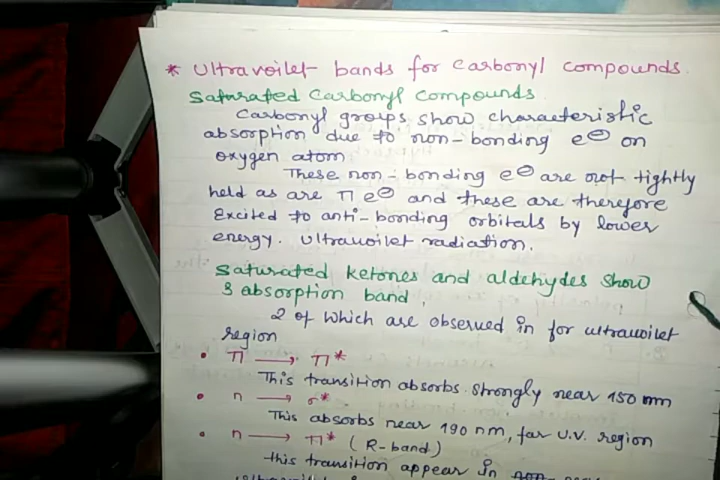 * Ultravoilet bands for Carbonyl compounds.
Saturated Carbonyl Compounds
Carbonyl groups show characteristic
absorption due to non-bonding e⊖ on
oxygen atom.
These non-bonding e⊖ are not tightly
held as are π e⊖ and these are therefore
Excited to anti-bonding orbitals by lower
energy. Ultravoilet radiation.
Saturated ketones and aldehydes show
3 absorption band,
2 of which are observed in for ultravoilet
region
• π ⟶ π*
This transition absorbs strongly near 150 nm
• n ⟶ σ*
This absorbs near 190 nm, far U.V. region
• n ⟶ π* (R-band)
this transition appear in non near